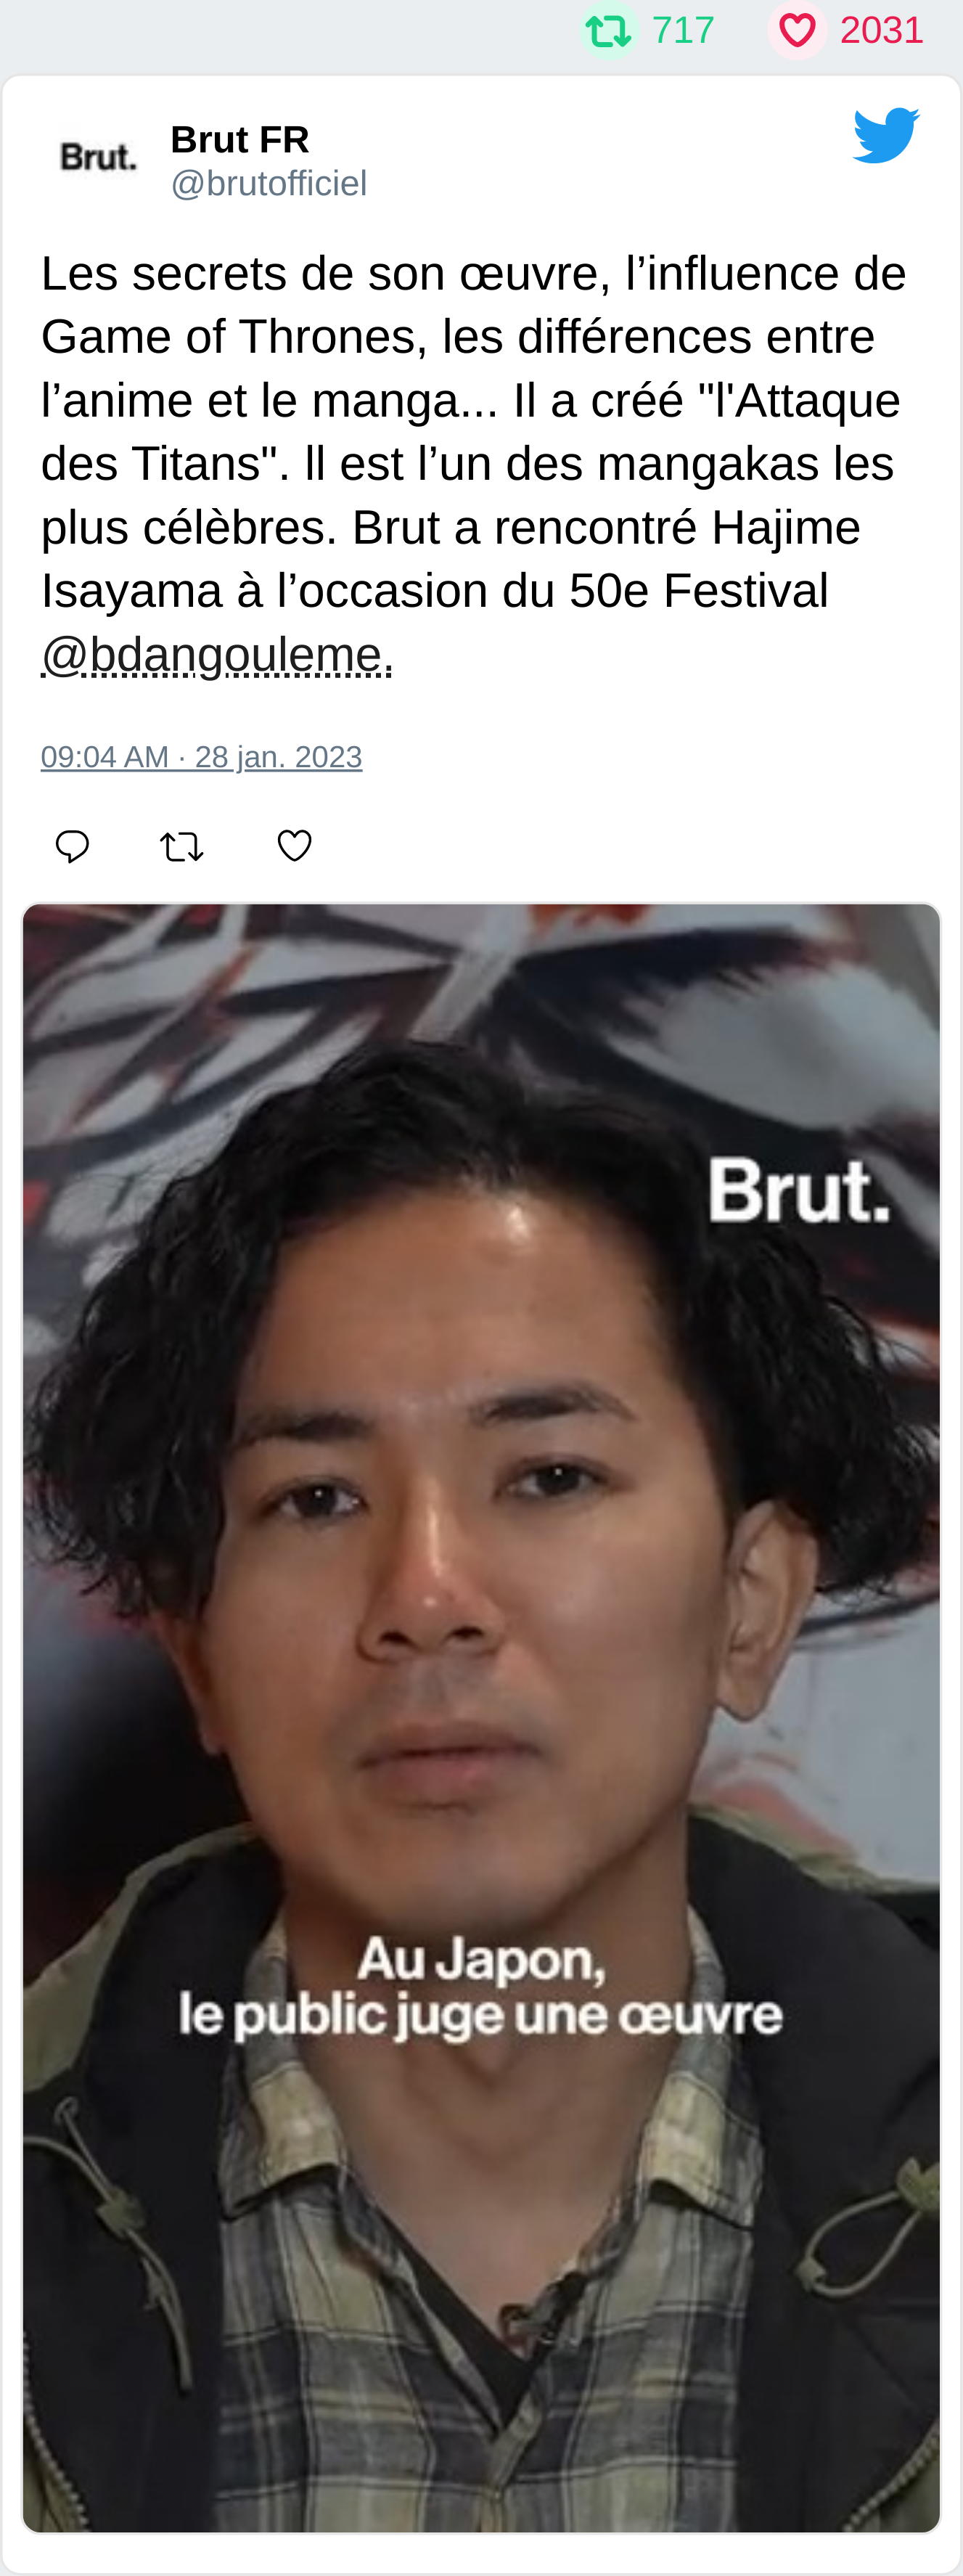 717 2031
Brut.
Brut FR
@brutofficiel
Les secrets de son œuvre, l’influence de
Game of Thrones, les différences entre
l’anime et le manga... Il a créé "l'Attaque
des Titans". ll est l’un des mangakas les
plus célèbres. Brut a rencontré Hajime
Isayama à l’occasion du 50e Festival
@bdangouleme.
09:04 AM · 28 jan. 2023
Brut.
Au Japon,
le public juge une œuvre